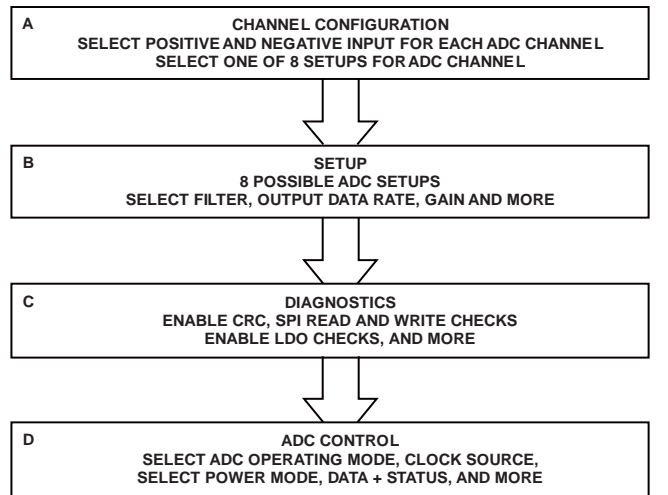 A
CHANNEL CONFIGURATION
SELECT POSITIVE AND NEGATIVE INPUT FOR EACH ADC CHANNEL
SELECT ONE OF 8 SETUPS FOR ADC CHANNEL
B
SETUP
8 POSSIBLE ADC SETUPS
SELECT FILTER, OUTPUT DATA RATE, GAIN AND MORE
C
DIAGNOSTICS
ENABLE CRC, SPI READ AND WRITE CHECKS
ENABLE LDO CHECKS, AND MORE
D
ADC CONTROL
SELECT ADC OPERATING MODE, CLOCK SOURCE,
SELECT POWER MODE, DATA + STATUS, AND MORE